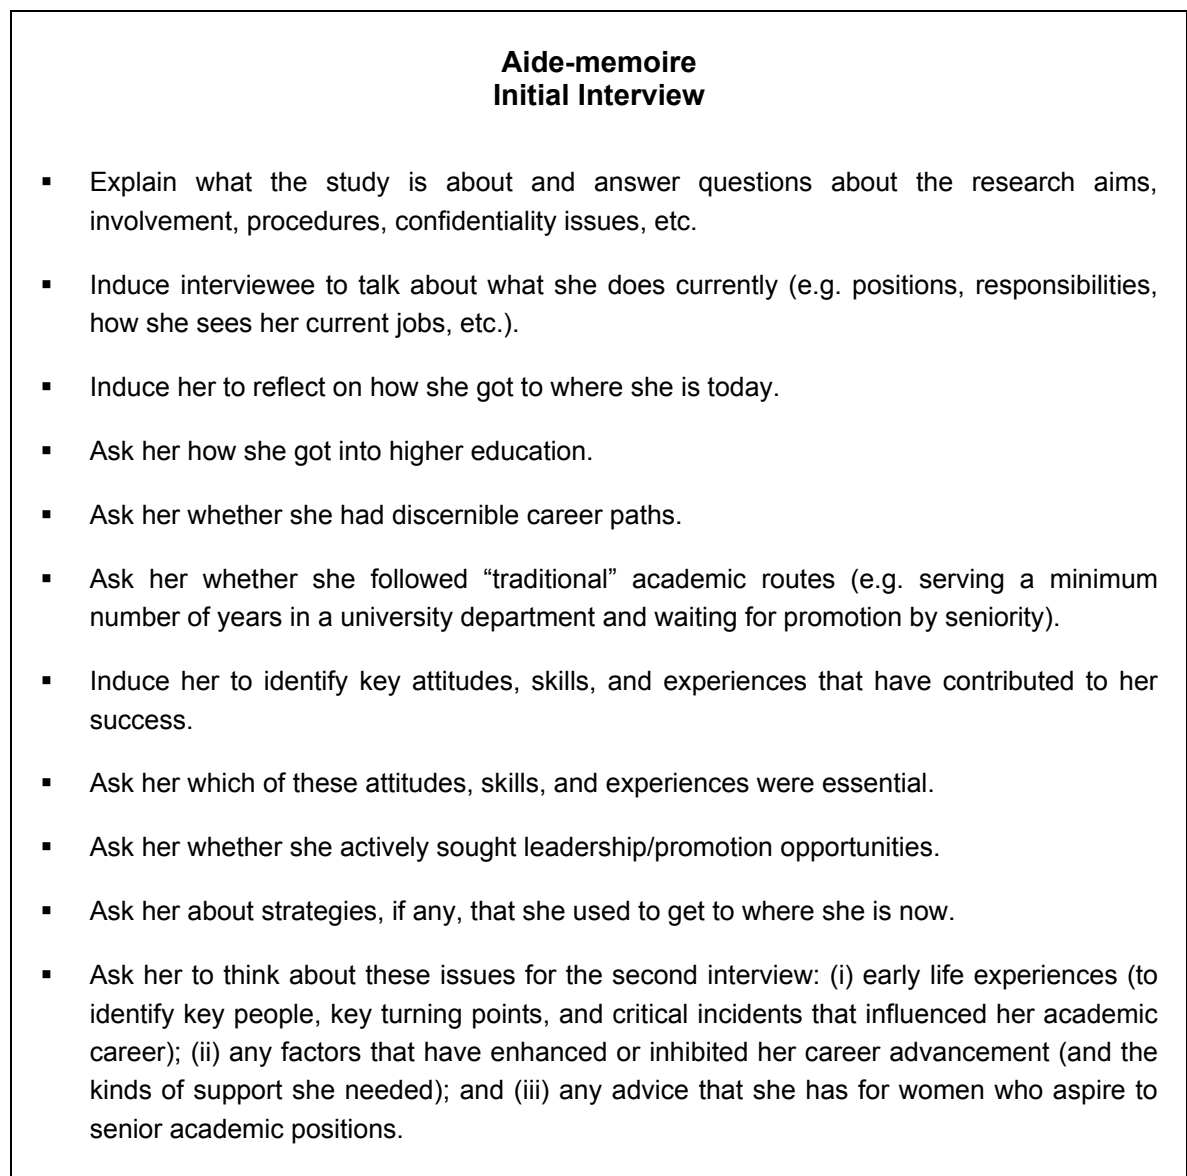 Aide-memoire
Initial Interview
▪ Explain what the study is about and answer questions about the research aims,
involvement, procedures, confidentiality issues, etc.
▪ Induce interviewee to talk about what she does currently (e.g. positions, responsibilities,
how she sees her current jobs, etc.).
▪ Induce her to reflect on how she got to where she is today.
▪ Ask her how she got into higher education.
▪ Ask her whether she had discernible career paths.
▪ Ask her whether she followed “traditional” academic routes (e.g. serving a minimum
number of years in a university department and waiting for promotion by seniority).
▪ Induce her to identify key attitudes, skills, and experiences that have contributed to her
success.
▪ Ask her which of these attitudes, skills, and experiences were essential.
▪ Ask her whether she actively sought leadership/promotion opportunities.
▪ Ask her about strategies, if any, that she used to get to where she is now.
▪ Ask her to think about these issues for the second interview: (i) early life experiences (to
identify key people, key turning points, and critical incidents that influenced her academic
career); (ii) any factors that have enhanced or inhibited her career advancement (and the
kinds of support she needed); and (iii) any advice that she has for women who aspire to
senior academic positions.